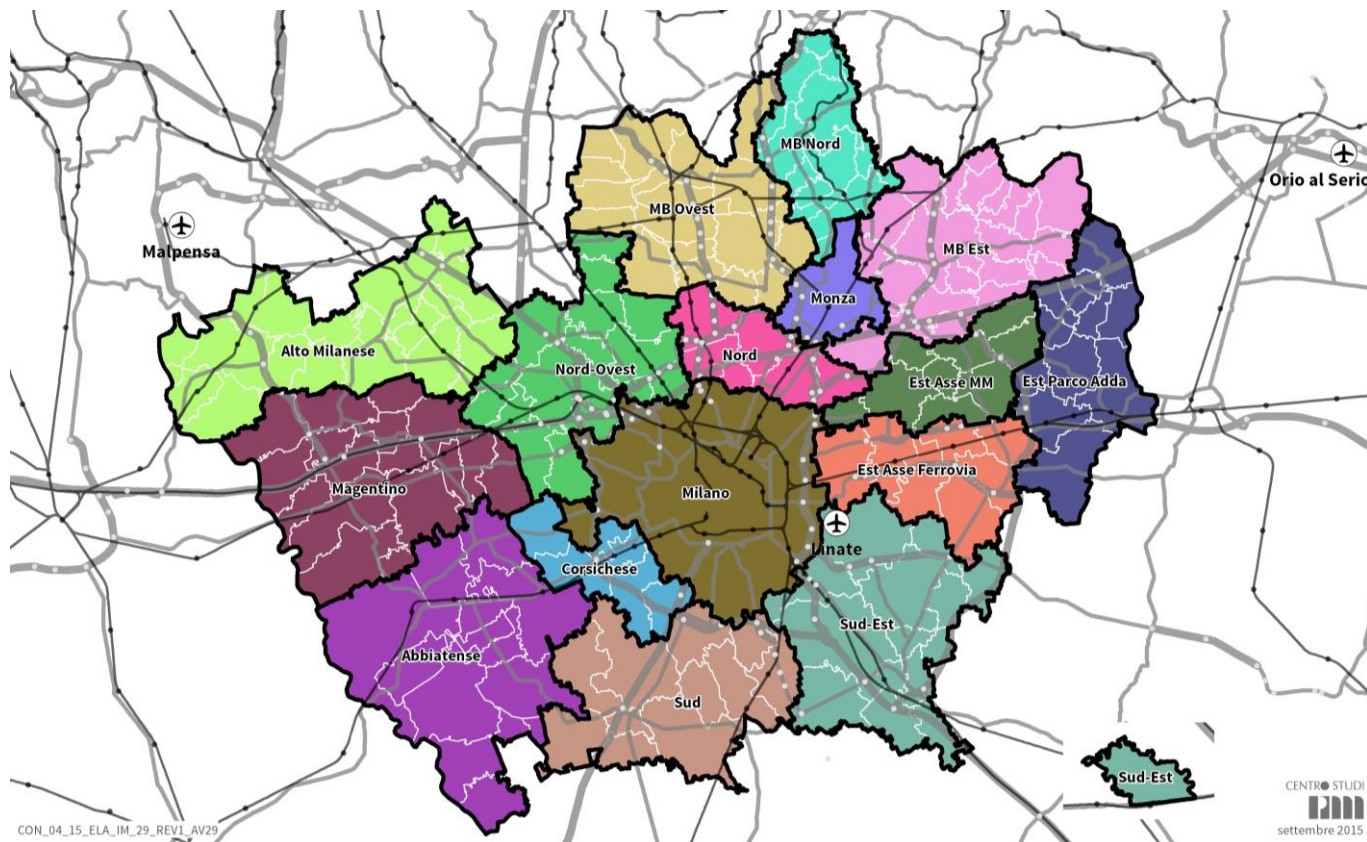 MB Nord
Orio al Serio
MB Ovest
Malpensa
MB Est
Monza
Alto Milanese
Nord
Nord-Ovest
Est Asse MM
Est Parco Adda
Est Asse Ferrovia
Magentino
Milano
Linate
Corsichese
Sud-Est
Abbiatense
Sud
Sud-Est
CENTRO STUDI
PIM
settembre 2015
CON_04_15_ELA_IM_29_REV1_AV29